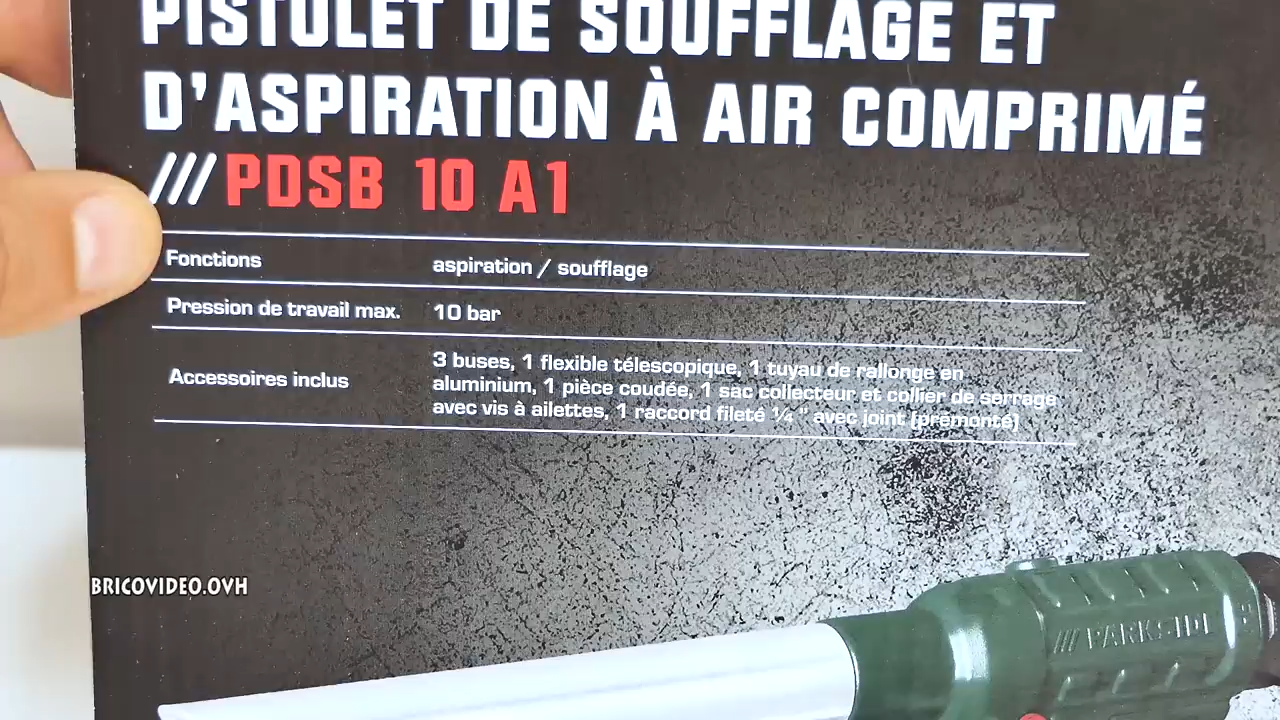 PISTOLET DE SOUFFLAGE ET
D'ASPIRATION À AIR COMPRIMÉ
/// PDSB 10 A1
Fonctions aspiration / soufflage
Pression de travail max. 10 bar
Accessoires inclus 3 buses, 1 flexible télescopique, 1 tuyau de rallonge en
aluminium, 1 pièce coudée, 1 sac collecteur et collier de serrage
avec vis à ailettes, 1 raccord fileté ¼ " avec joint (prémonté)
BRICOVIDEO.OVH
/// PARKSIDE